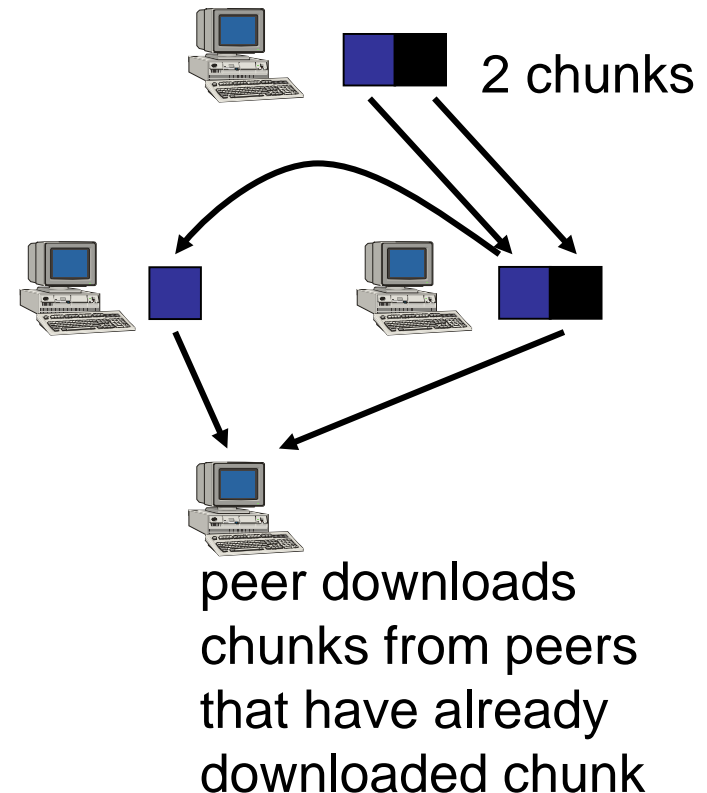 2 chunks
peer downloads
chunks from peers
that have already
downloaded chunk